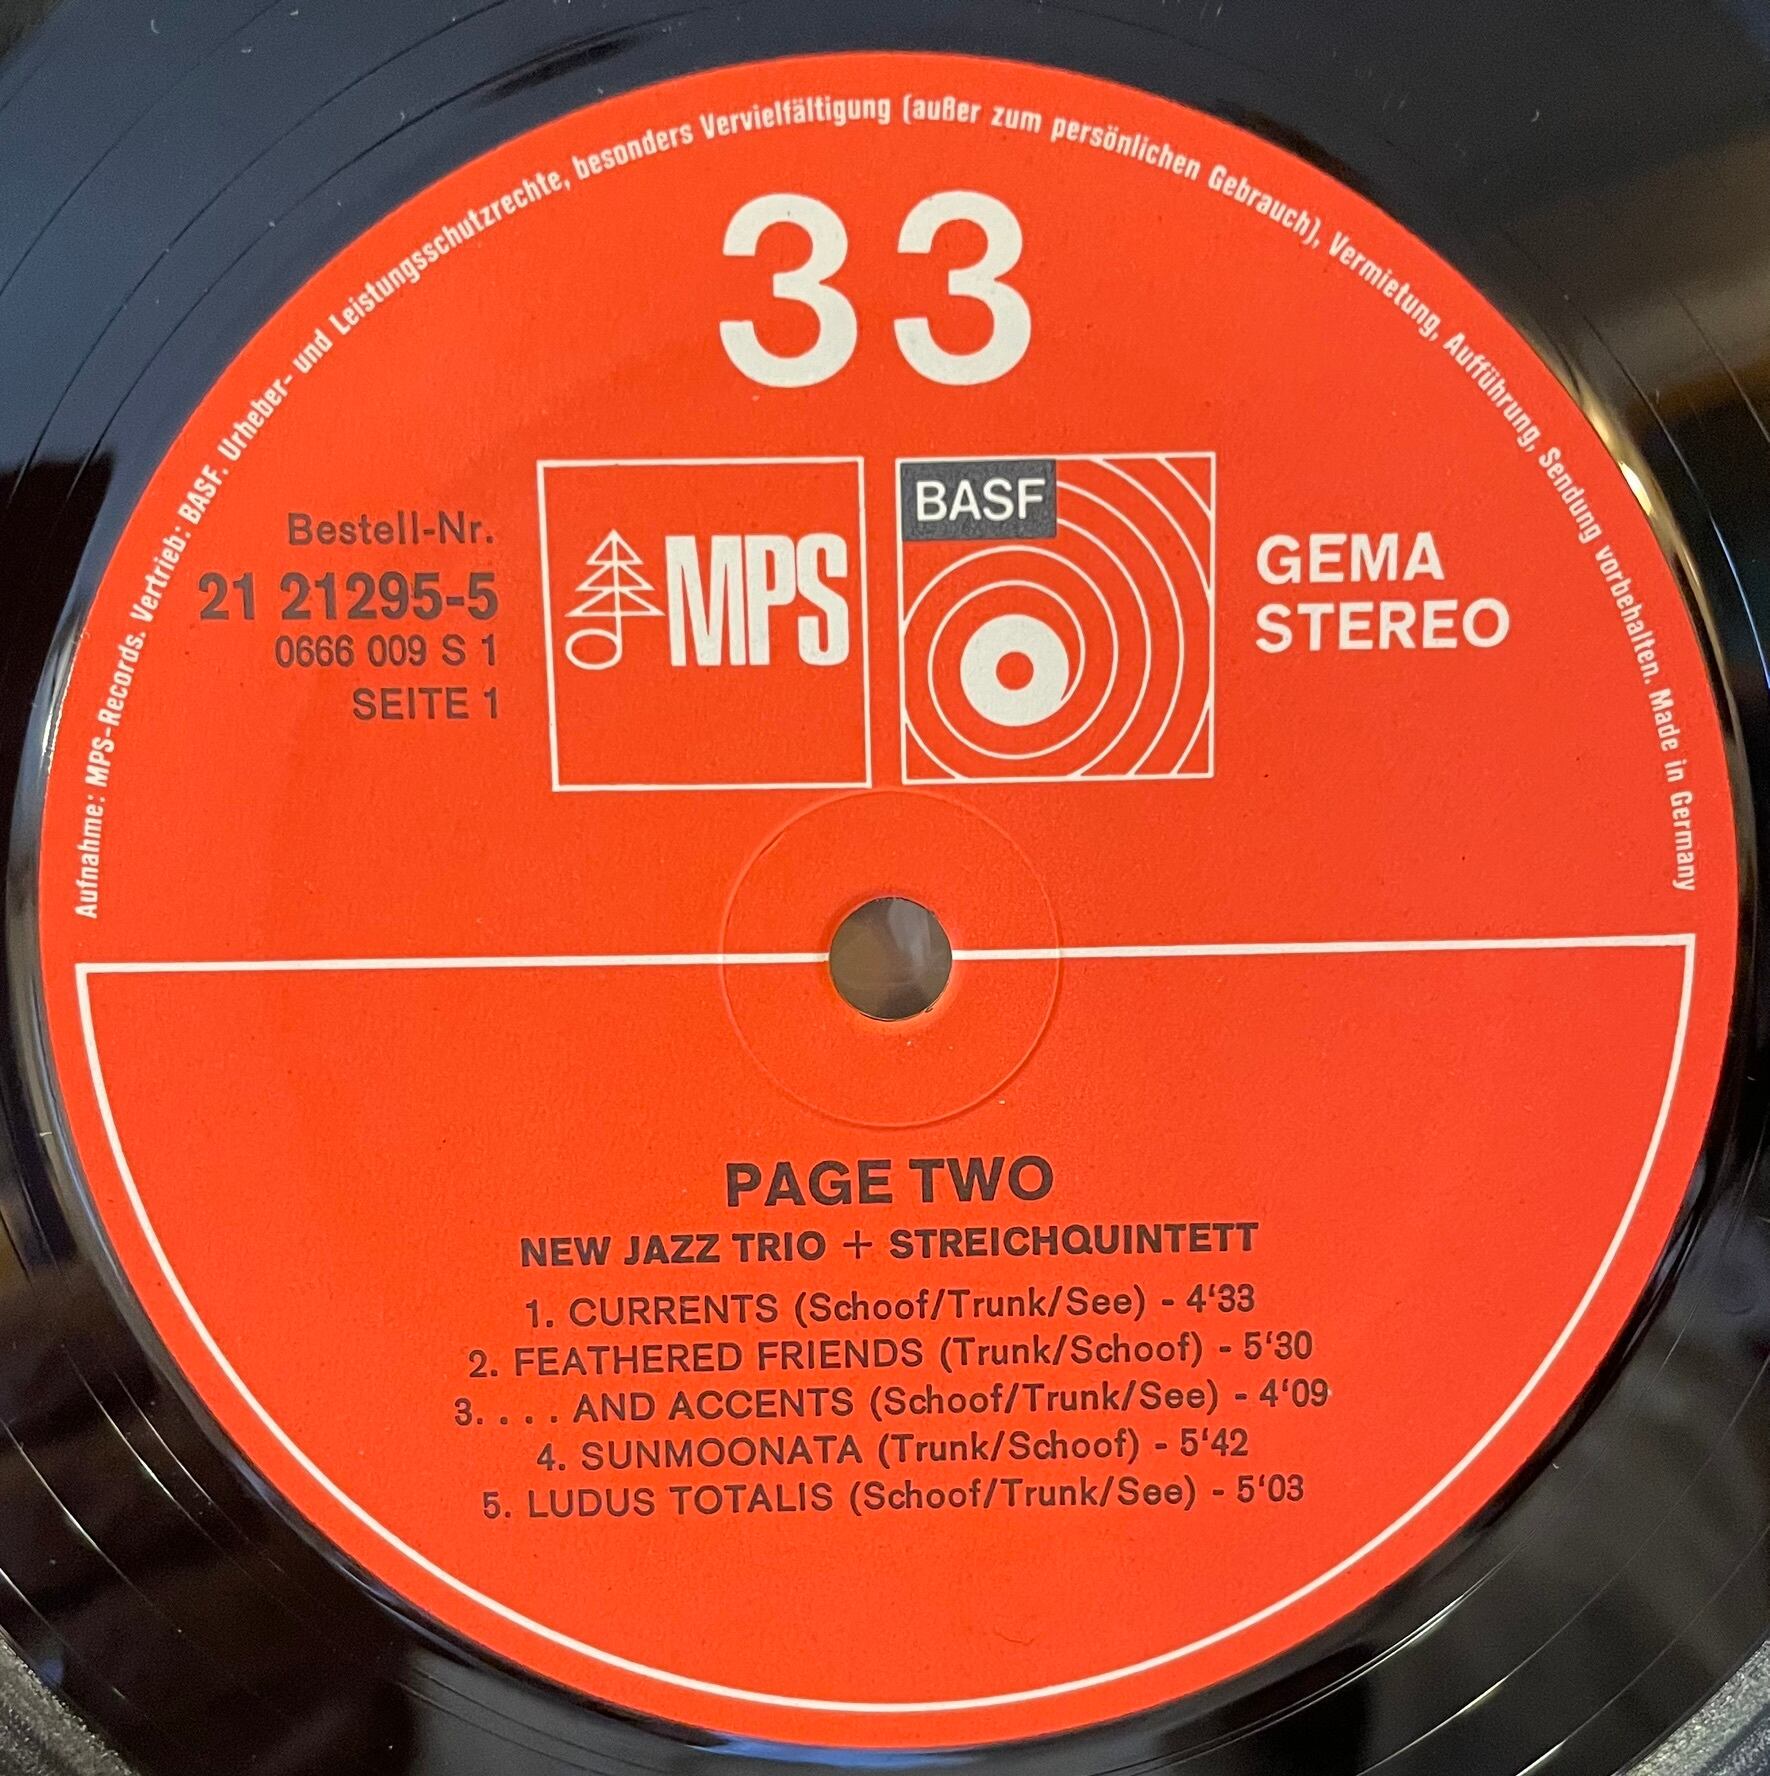 Aufnahme: MPS-Records. Vertrieb: BASF. Urheber- und Leistungsschutzrechte, besonders Vervielfältigung (außer zum persönlichen Gebrauch), Vermietung, Aufführung, Sendung vorbehalten. Made in Germany
33
Bestell-Nr.
21 21295-5
0666 009 S 1
SEITE 1
MPS
BASF
GEMA
STEREO
PAGE TWO
NEW JAZZ TRIO + STREICHQUINTETT
1. CURRENTS (Schoof/Trunk/See) - 4‘33
2. FEATHERED FRIENDS (Trunk/Schoof) - 5‘30
3. . . . AND ACCENTS (Schoof/Trunk/See) - 4‘09
4. SUNMOONATA (Trunk/Schoof) - 5‘42
5. LUDUS TOTALIS (Schoof/Trunk/See) - 5‘03